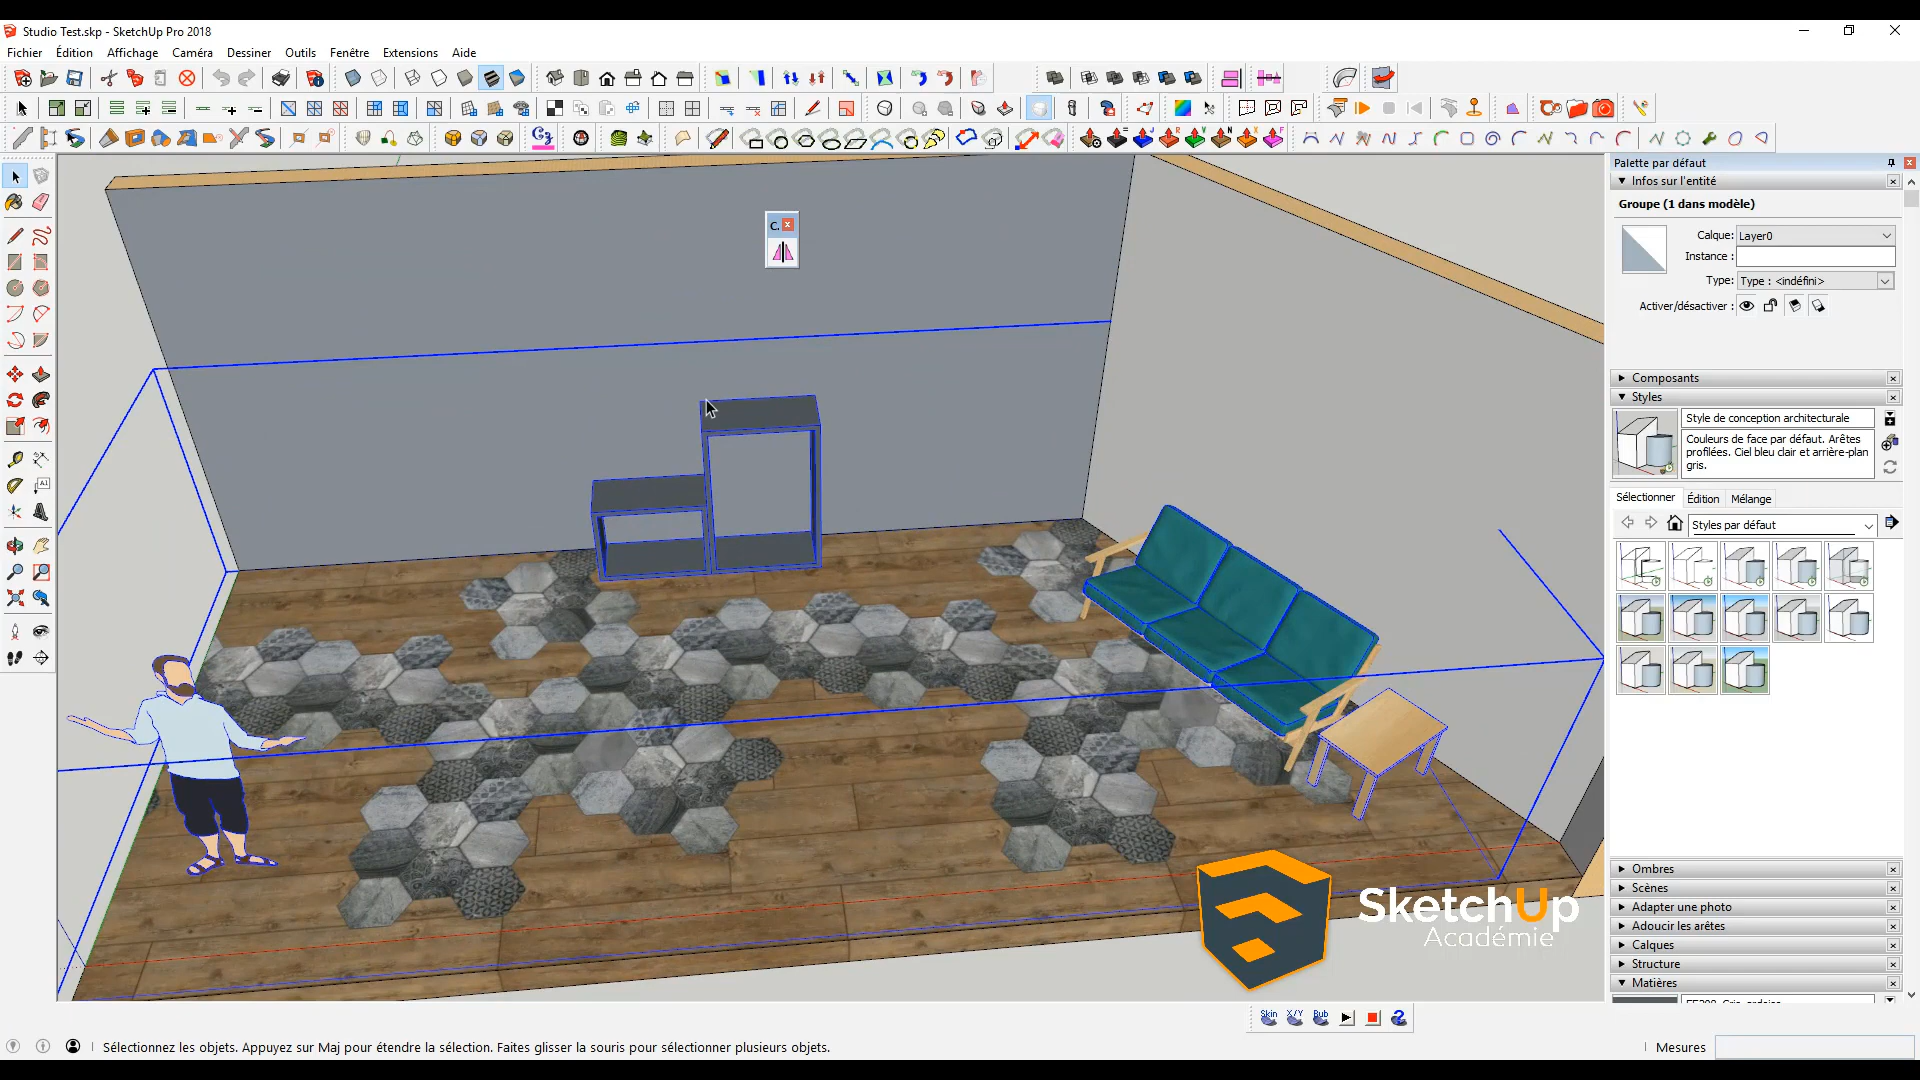 Studio Test.skp - SketchUp Pro 2018
Fichier Édition Affichage Caméra Dessiner Outils Fenêtre Extensions Aide
C.
Palette par défaut
Infos sur l'entité
Groupe (1 dans modèle)
Calque: Layer0
Instance :
Type: Type : <indéfini>
Activer/désactiver :
Composants
Styles
Style de conception architecturale
Couleurs de face par défaut. Arêtes
profilées. Ciel bleu clair et arrière-plan
gris.
Sélectionner Édition Mélange
Styles par défaut
Ombres
Scènes
Adapter une photo
Adoucir les arêtes
Calques
Structure
Matières
SketchUp
Académie
Skin X/Y Bub
Sélectionnez les objets. Appuyez sur Maj pour étendre la sélection. Faites glisser la souris pour sélectionner plusieurs objets.
Mesures